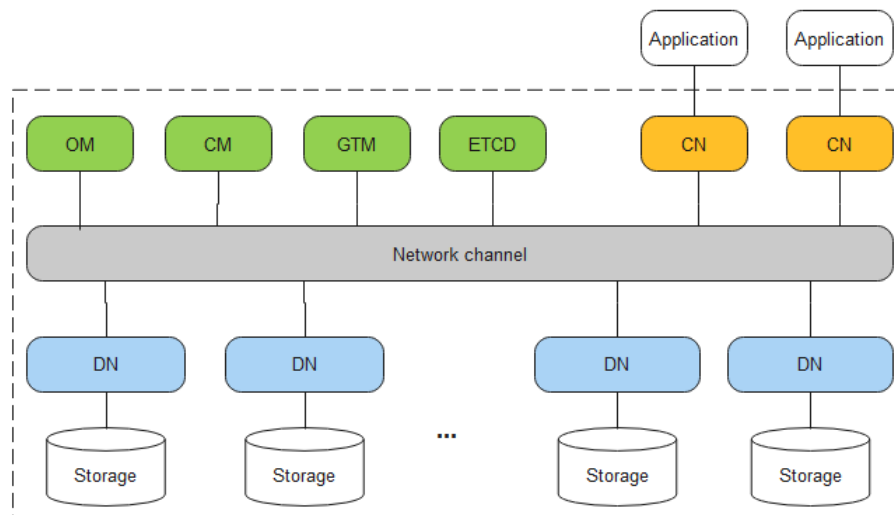 Application
Application
OM
CM
GTM
ETCD
CN
CN
Network channel
DN
DN
DN
DN
...
Storage
Storage
Storage
Storage